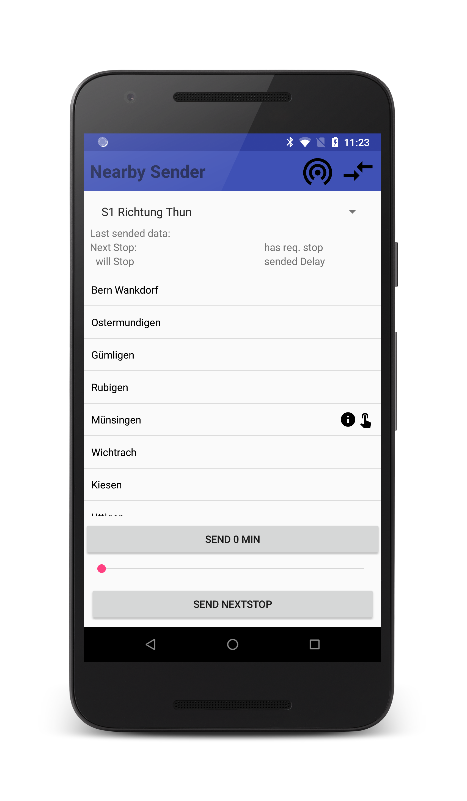 11:23
Nearby Sender
S1 Richtung Thun
Last sended data:
Next Stop: has req. stop
will Stop sended Delay
Bern Wankdorf
Ostermundigen
Gümligen
Rubigen
Münsingen
Wichtrach
Kiesen
SEND 0 MIN
SEND NEXTSTOP